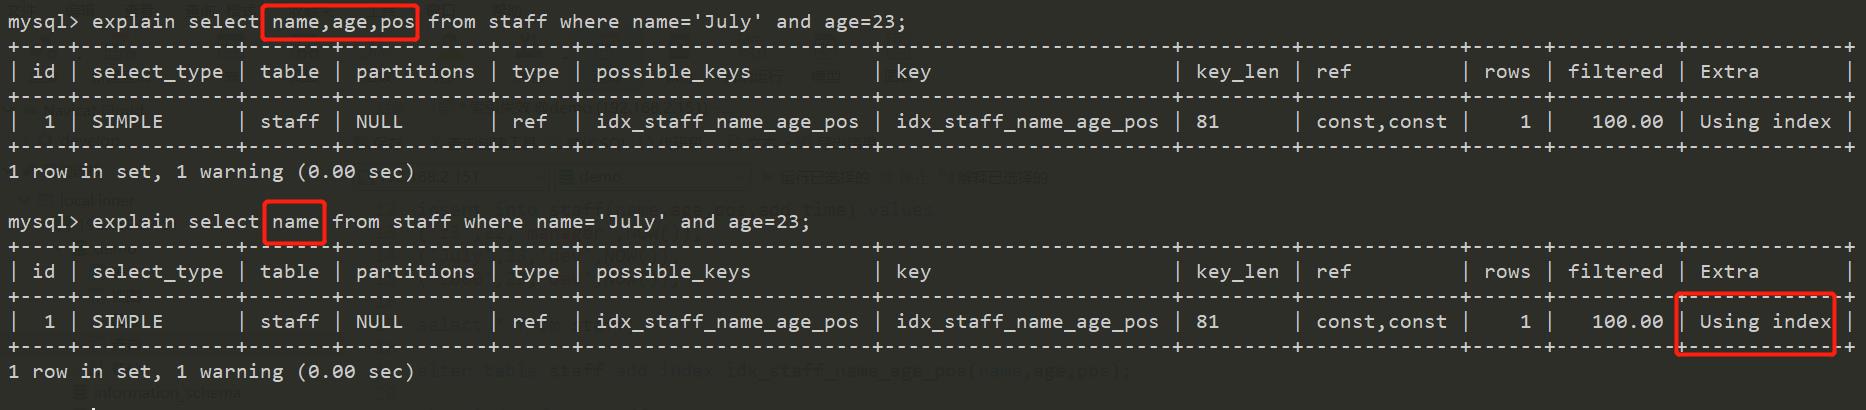 mysql> explain select name,age,pos from staff where name='July' and age=23;
+----+-------------+-------+------------+------+------------------------+------------------------+---------+-------------+------+----------+-------------+
| id | select_type | table | partitions | type | possible_keys          | key                    | key_len | ref         | rows | filtered | Extra       |
+----+-------------+-------+------------+------+------------------------+------------------------+---------+-------------+------+----------+-------------+
|  1 | SIMPLE      | staff | NULL       | ref  | idx_staff_name_age_pos | idx_staff_name_age_pos | 81      | const,const |    1 |   100.00 | Using index |
+----+-------------+-------+------------+------+------------------------+------------------------+---------+-------------+------+----------+-------------+
1 row in set, 1 warning (0.00 sec)
mysql> explain select name from staff where name='July' and age=23;
+----+-------------+-------+------------+------+------------------------+------------------------+---------+-------------+------+----------+-------------+
| id | select_type | table | partitions | type | possible_keys          | key                    | key_len | ref         | rows | filtered | Extra       |
+----+-------------+-------+------------+------+------------------------+------------------------+---------+-------------+------+----------+-------------+
|  1 | SIMPLE      | staff | NULL       | ref  | idx_staff_name_age_pos | idx_staff_name_age_pos | 81      | const,const |    1 |   100.00 | Using index |
+----+-------------+-------+------------+------+------------------------+------------------------+---------+-------------+------+----------+-------------+
1 row in set, 1 warning (0.00 sec)